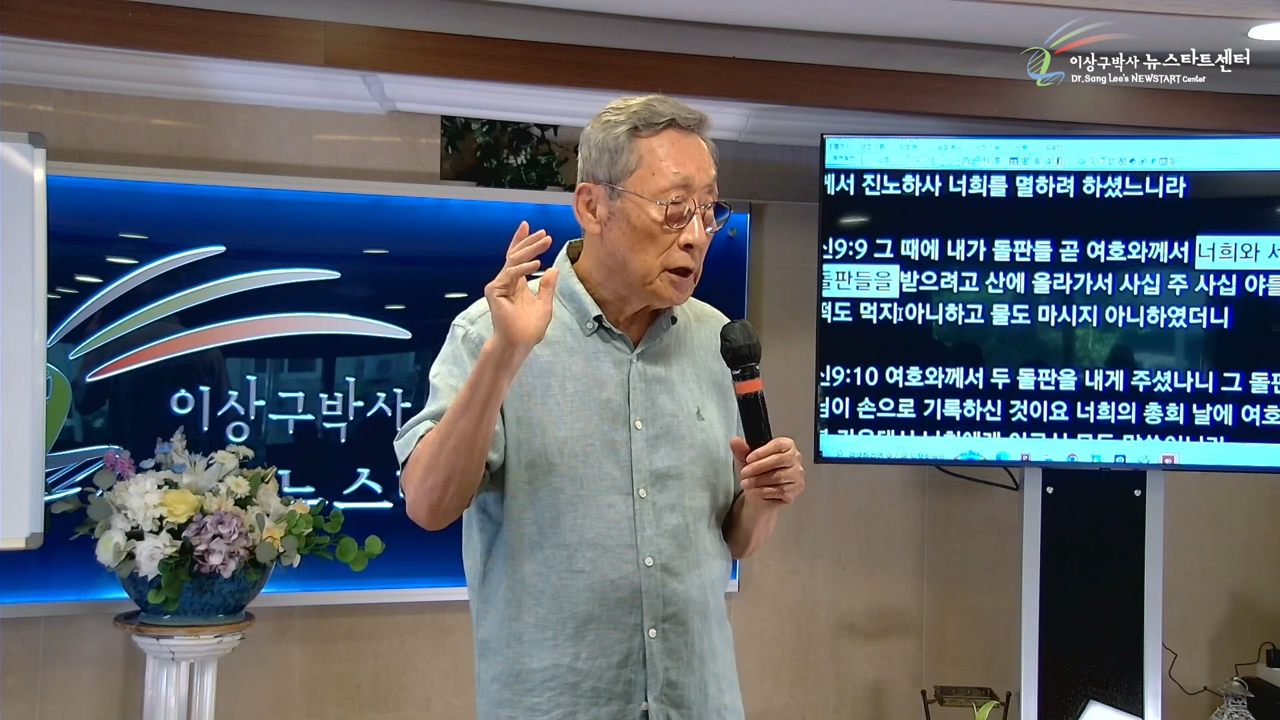 이상구박사 뉴스타트센터
Dr. Sang Lee's NEWSTART Center
께서 진노하사 너희를 멸하려 하셨느니라
신9:9 그 때에 내가 돌판들 곧 여호와께서 너희와 세
돌판들을 받으려고 산에 올라가서 사십 주 사십 야를
떡도 먹지 아니하고 물도 마시지 아니하였더니
신9:10 여호와께서 두 돌판을 내게 주셨나니 그 돌판
님이 손으로 기록하신 것이요 너희의 총회 날에 여호
이상구박사
뉴스